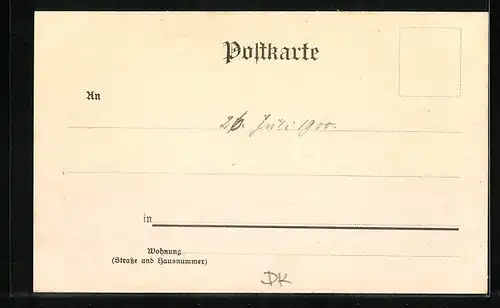 Postkarte
An
26. Juli 1900.
in
Wohnung
(Straße und Hausnummer)
DK